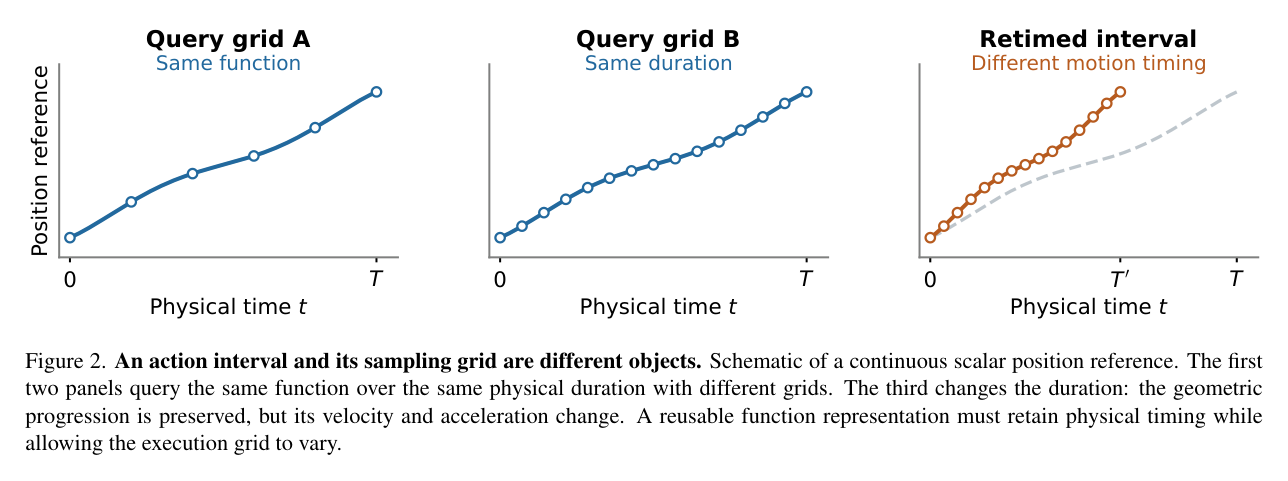 Query grid A
Same function
Position reference
0
T
Physical time t
Query grid B
Same duration
0
T
Physical time t
Retimed interval
Different motion timing
0
T′
T
Physical time t
Figure 2. An action interval and its sampling grid are different objects. Schematic of a continuous scalar position reference. The first
two panels query the same function over the same physical duration with different grids. The third changes the duration: the geometric
progression is preserved, but its velocity and acceleration change. A reusable function representation must retain physical timing while
allowing the execution grid to vary.